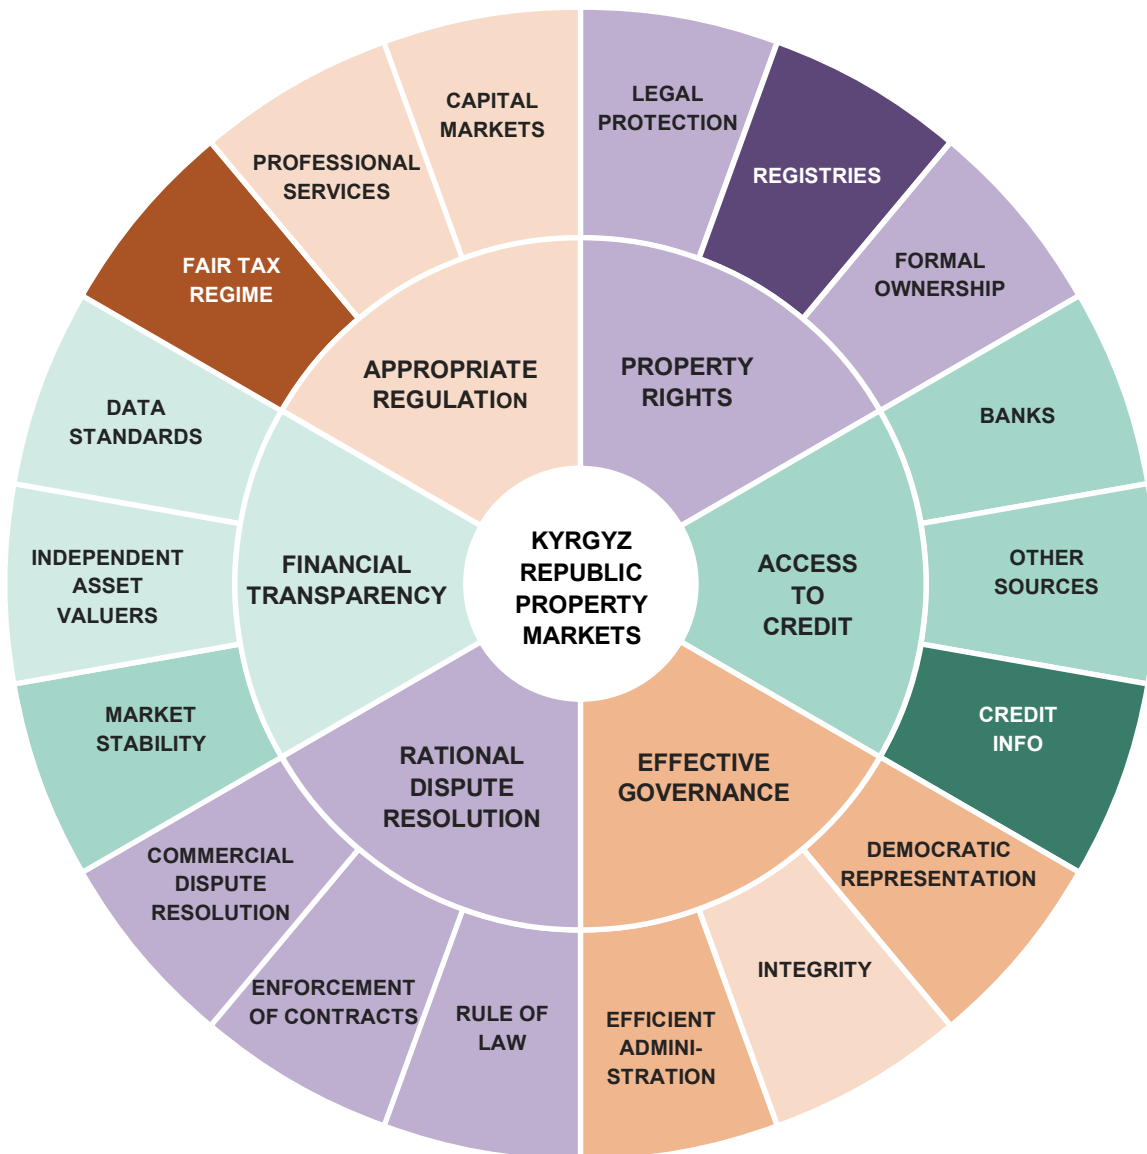 KYRGYZ
REPUBLIC
PROPERTY
MARKETS
PROPERTY
RIGHTS
LEGAL
PROTECTION
REGISTRIES
FORMAL
OWNERSHIP
ACCESS
TO
CREDIT
BANKS
OTHER
SOURCES
CREDIT
INFO
EFFECTIVE
GOVERNANCE
DEMOCRATIC
REPRESENTATION
INTEGRITY
EFFICIENT
ADMINI-
STRATION
RATIONAL
DISPUTE
RESOLUTION
RULE OF
LAW
ENFORCEMENT
OF CONTRACTS
COMMERCIAL
DISPUTE
RESOLUTION
FINANCIAL
TRANSPARENCY
MARKET
STABILITY
INDEPENDENT
ASSET
VALUERS
DATA
STANDARDS
APPROPRIATE
REGULATION
FAIR TAX
REGIME
PROFESSIONAL
SERVICES
CAPITAL
MARKETS